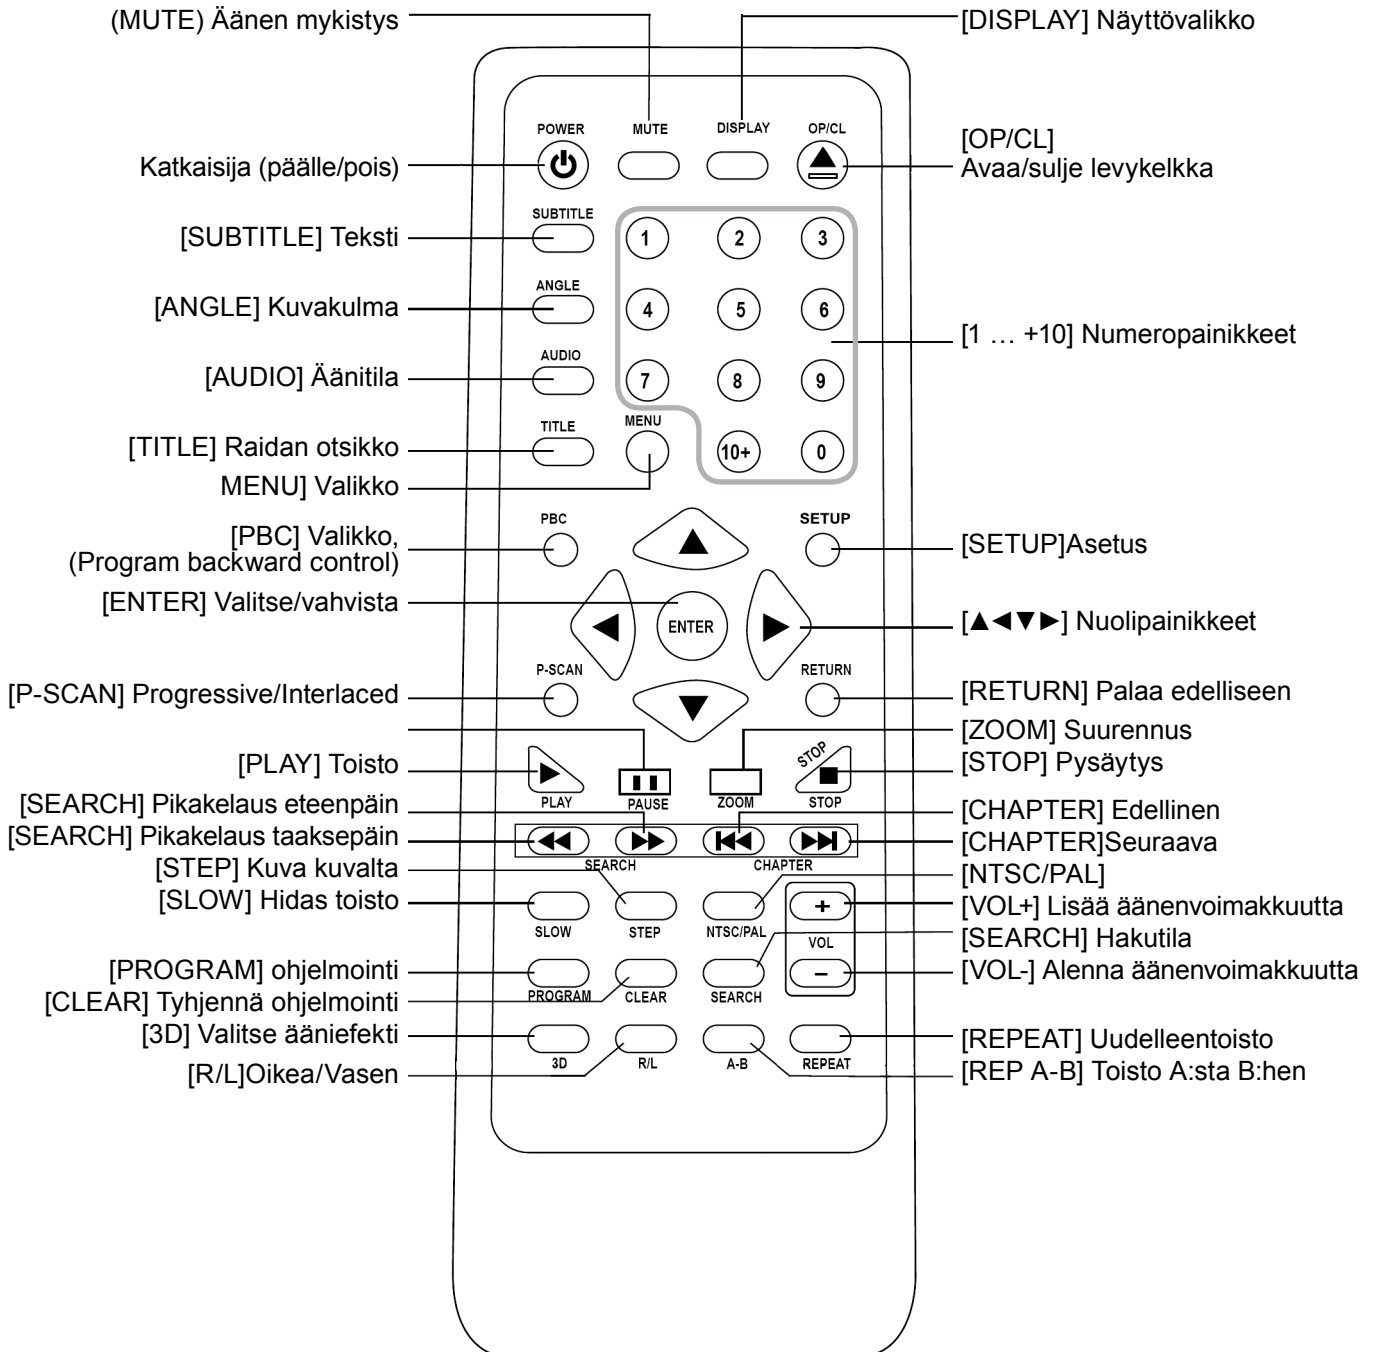 (MUTE) Äänen mykistys
[DISPLAY] Näyttövalikko
POWER
MUTE
DISPLAY
OP/CL
Katkaisija (päälle/pois)
[OP/CL]
Avaa/sulje levykelkka
SUBTITLE
[SUBTITLE] Teksti
1
2
3
ANGLE
[ANGLE] Kuvakulma
4
5
6
[1 … +10] Numeropainikkeet
AUDIO
[AUDIO] Äänitila
7
8
9
TITLE
MENU
[TITLE] Raidan otsikko
10+
0
MENU] Valikko
PBC
SETUP
[PBC] Valikko,
(Program backward control)
[SETUP]Asetus
▲
[ENTER] Valitse/vahvista
◀
ENTER
▶
[▲◄▼►] Nuolipainikkeet
P-SCAN
RETURN
[P-SCAN] Progressive/Interlaced
▼
[RETURN] Palaa edelliseen
[ZOOM] Suurennus
[PLAY] Toisto
STOP
[STOP] Pysäytys
PLAY
PAUSE
ZOOM
STOP
[SEARCH] Pikakelaus eteenpäin
[CHAPTER] Edellinen
[SEARCH] Pikakelaus taaksepäin
[CHAPTER]Seuraava
SEARCH
CHAPTER
[STEP] Kuva kuvalta
[NTSC/PAL]
[SLOW] Hidas toisto
+
[VOL+] Lisää äänenvoimakkuutta
SLOW
STEP
NTSC/PAL
VOL
[SEARCH] Hakutila
[PROGRAM] ohjelmointi
–
[VOL-] Alenna äänenvoimakkuutta
PROGRAM
CLEAR
SEARCH
[CLEAR] Tyhjennä ohjelmointi
[3D] Valitse ääniefekti
[REPEAT] Uudelleentoisto
3D
R/L
A-B
REPEAT
[R/L]Oikea/Vasen
[REP A-B] Toisto A:sta B:hen